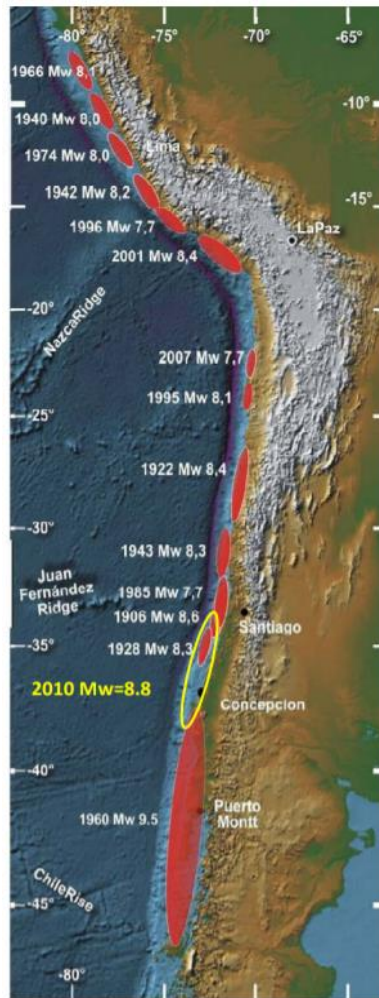 -80° -75° -70° -65°
1966 Mw 8,1
-10°
1940 Mw 8,0
1974 Mw 8,0
Lima
1942 Mw 8,2
-15°
1996 Mw 7,7
LaPaz
2001 Mw 8,4
-20°
NazcaRidge
2007 Mw 7,7
1995 Mw 8,1
-25°
1922 Mw 8,4
-30°
1943 Mw 8,3
Juan
Fernández
Ridge
1985 Mw 7,7
1906 Mw 8,6
Santiago
1928 Mw 8,3
-35°
2010 Mw=8.8
Concepcion
-40°
1960 Mw 9.5
Puerto
Montt
ChileRise
-45°
-80° -75° -70° -65°